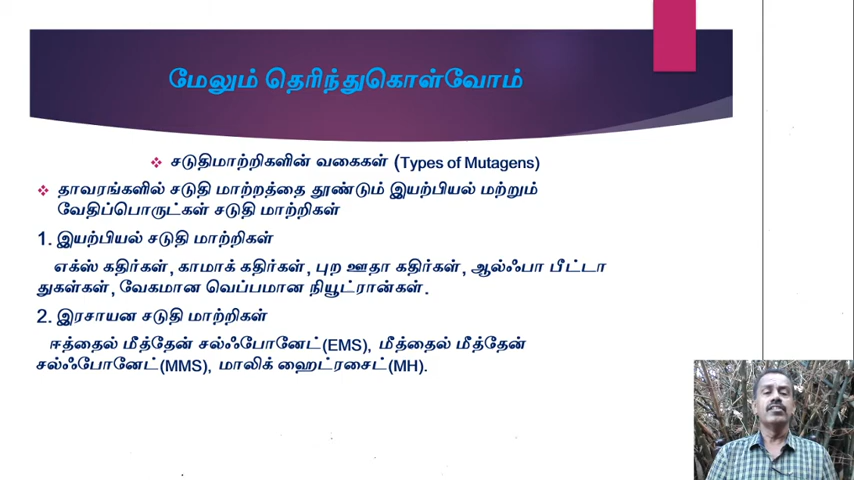 மேலும் தெரிந்துகொள்வோம்
சடுதிமாற்றிகளின் வகைகள் (Types of Mutagens)
தாவரங்களில் சடுதி மாற்றத்தை தூண்டும் இயற்பியல் மற்றும்
வேதிப்பொருட்கள் சடுதி மாற்றிகள்
1. இயற்பியல் சடுதி மாற்றிகள்
எக்ஸ் கதிர்கள், காமாக் கதிர்கள், புற ஊதா கதிர்கள், ஆல்ஃபா பீட்டா
துகள்கள், வேகமான வெப்பமான நியூட்ரான்கள்.
2. இரசாயன சடுதி மாற்றிகள்
ஈத்தைல் மீத்தேன் சல்ஃபோனேட்(EMS), மீத்தைல் மீத்தேன்
சல்ஃபோனேட்(MMS), மாலிக் ஹைட்ரசைட்(MH).